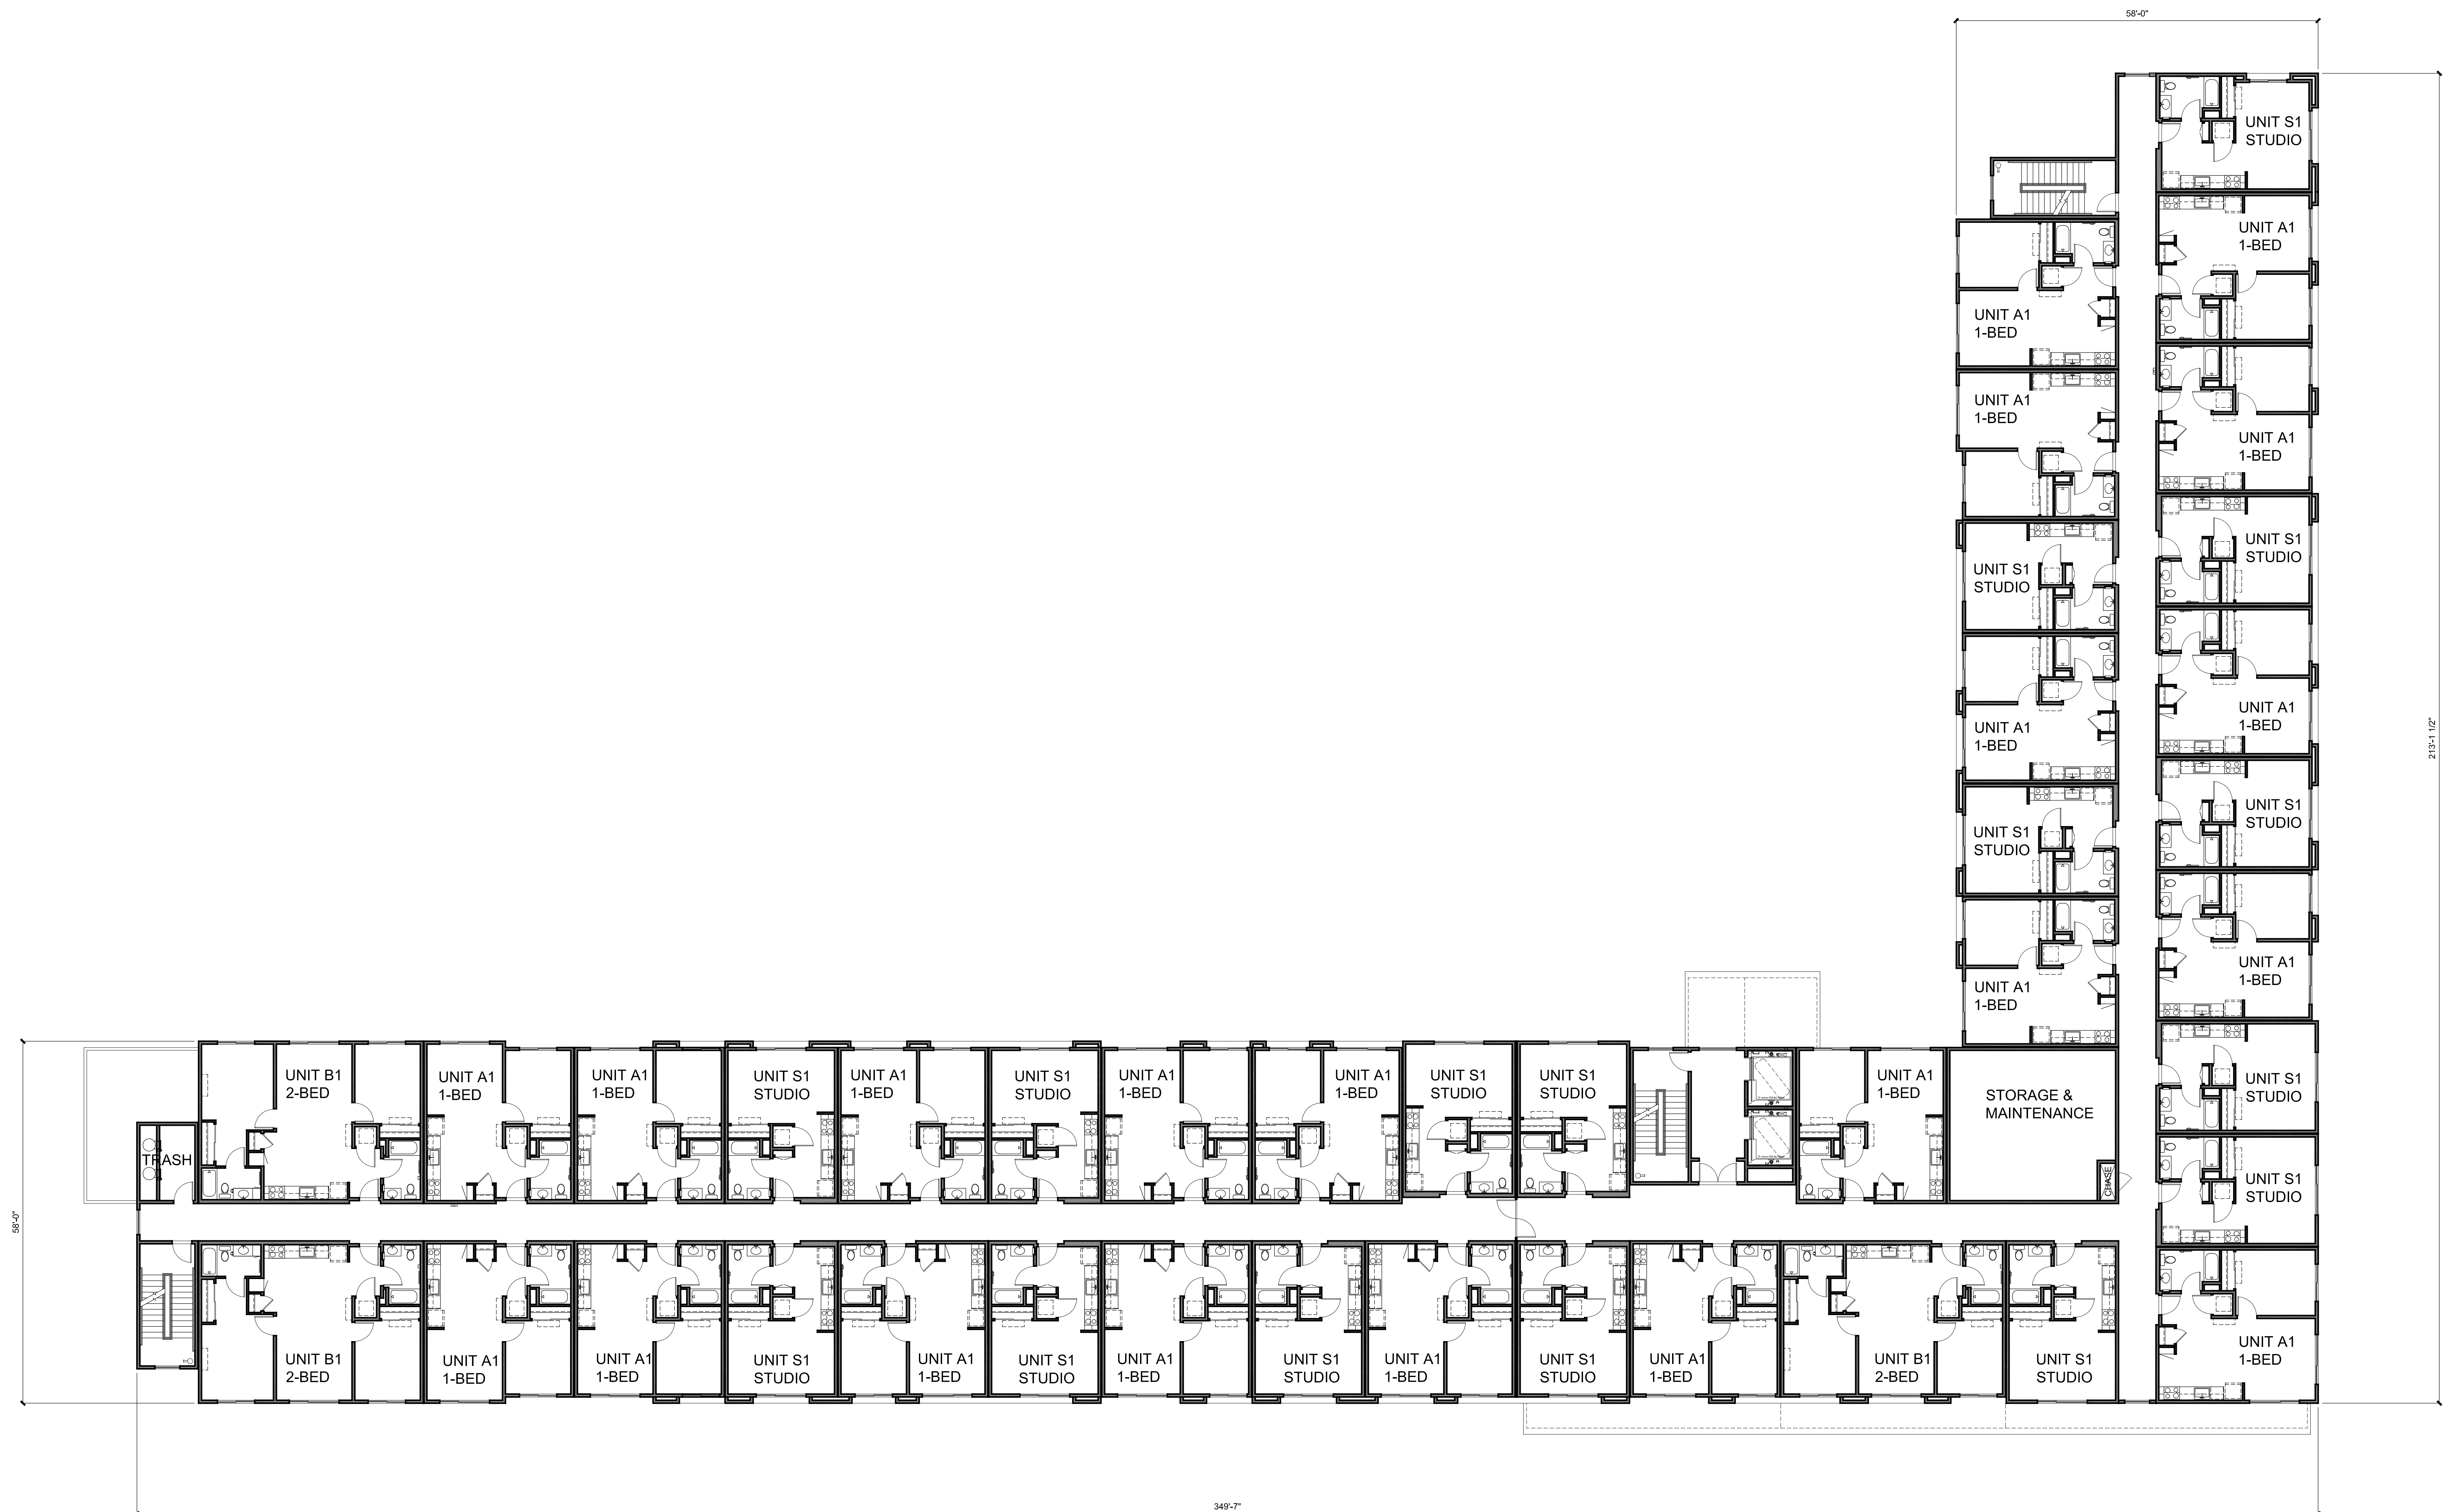 58'-0"
UNIT S1
STUDIO
UNIT A1
1-BED
UNIT A1
1-BED
UNIT A1
1-BED
UNIT A1
1-BED
UNIT S1
STUDIO
UNIT S1
STUDIO
UNIT A1
1-BED
UNIT A1
1-BED
213'-1 1/2"
UNIT S1
STUDIO
UNIT S1
STUDIO
UNIT A1
1-BED
UNIT A1
1-BED
UNIT B1
2-BED
UNIT A1
1-BED
UNIT A1
1-BED
UNIT S1
STUDIO
UNIT A1
1-BED
UNIT S1
STUDIO
UNIT A1
1-BED
UNIT A1
1-BED
UNIT S1
STUDIO
UNIT S1
STUDIO
UNIT A1
1-BED
STORAGE &
MAINTENANCE
UNIT S1
STUDIO
TRASH
CHASE
UNIT S1
STUDIO
58'-0"
UNIT B1
2-BED
UNIT A1
1-BED
UNIT A1
1-BED
UNIT S1
STUDIO
UNIT A1
1-BED
UNIT S1
STUDIO
UNIT A1
1-BED
UNIT S1
STUDIO
UNIT A1
1-BED
UNIT S1
STUDIO
UNIT A1
1-BED
UNIT B1
2-BED
UNIT S1
STUDIO
UNIT A1
1-BED
349'-7"